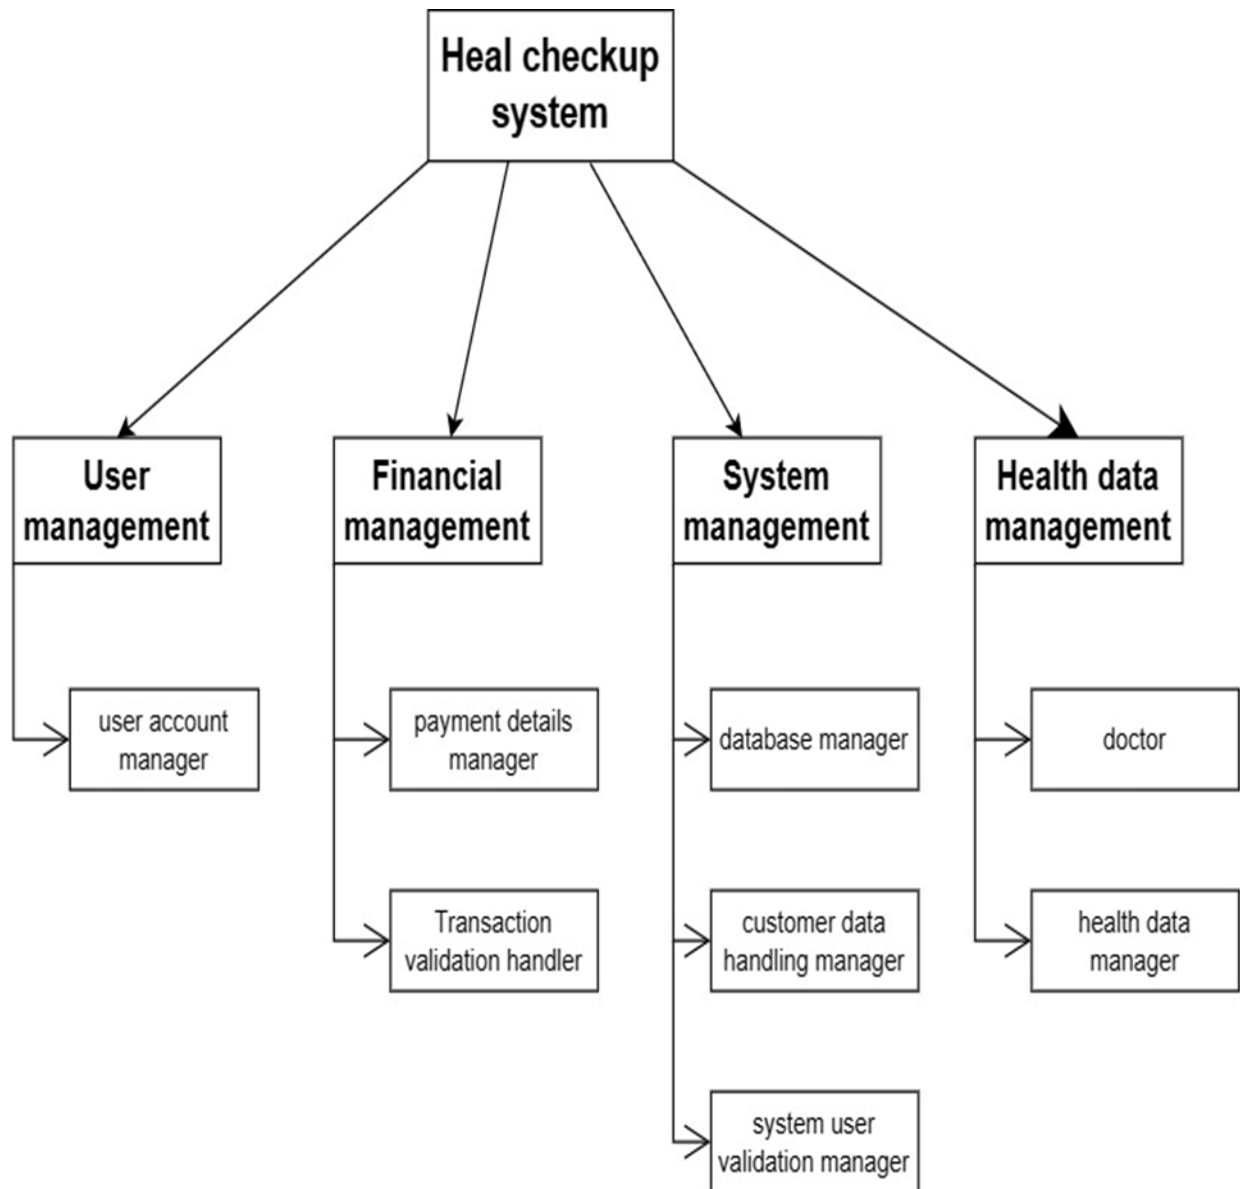 Heal checkup
system
User
management
Financial
management
System
management
Health data
management
user account
manager
payment details
manager
database manager
doctor
Transaction
validation handler
customer data
handling manager
health data
manager
system user
validation manager